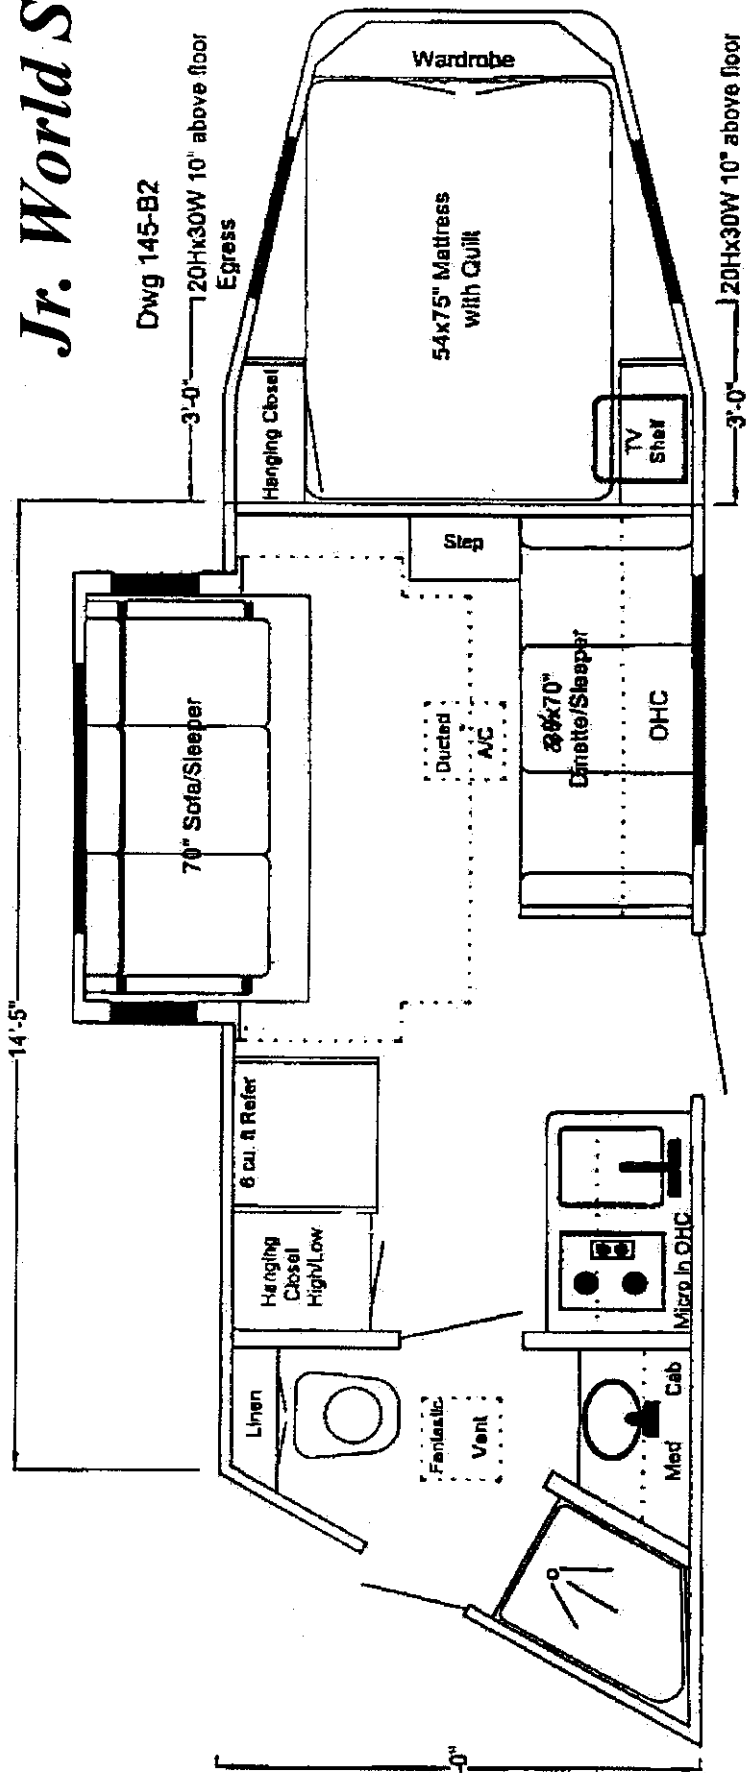 Jr. World S
Dwg 145-B2
3'-0"
20Hx30W 10" above floor
Egress
14'-5"
Wardrobe
54x75" Mattress
with Quilt
Hanging Closet
TV
Shelf
3'-0"
20Hx30W 10" above floor
70" Sofa/Sleeper
Step
Ducted
A/C
Dinette/Sleeper
OHC
6 cu. ft Refer
Hanging
Closet
High/Low
Micro In OHC
Linen
Fantastic
Vent
Med Cab